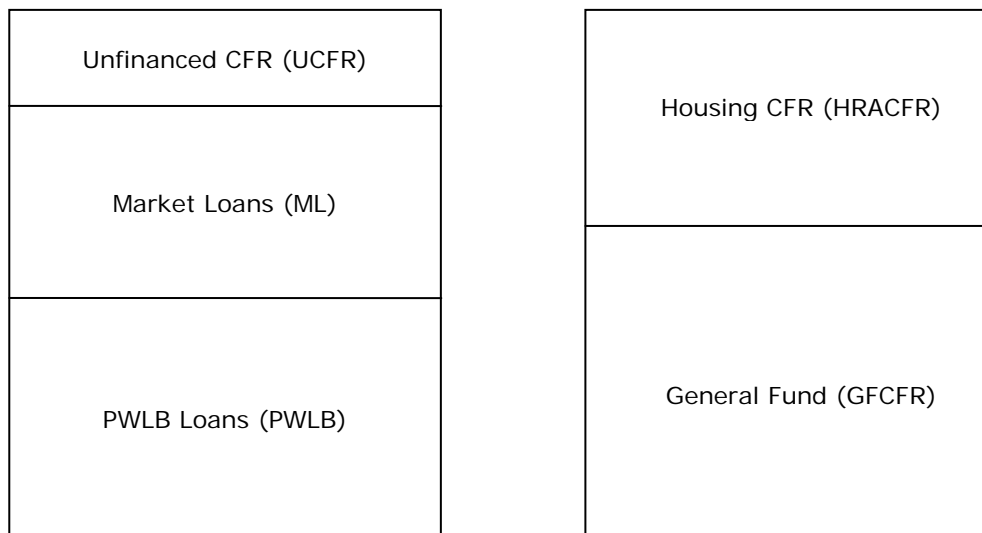 Unfinanced CFR (UCFR)
Market Loans (ML)
PWLB Loans (PWLB)
Housing CFR (HRACFR)
General Fund (GFCFR)